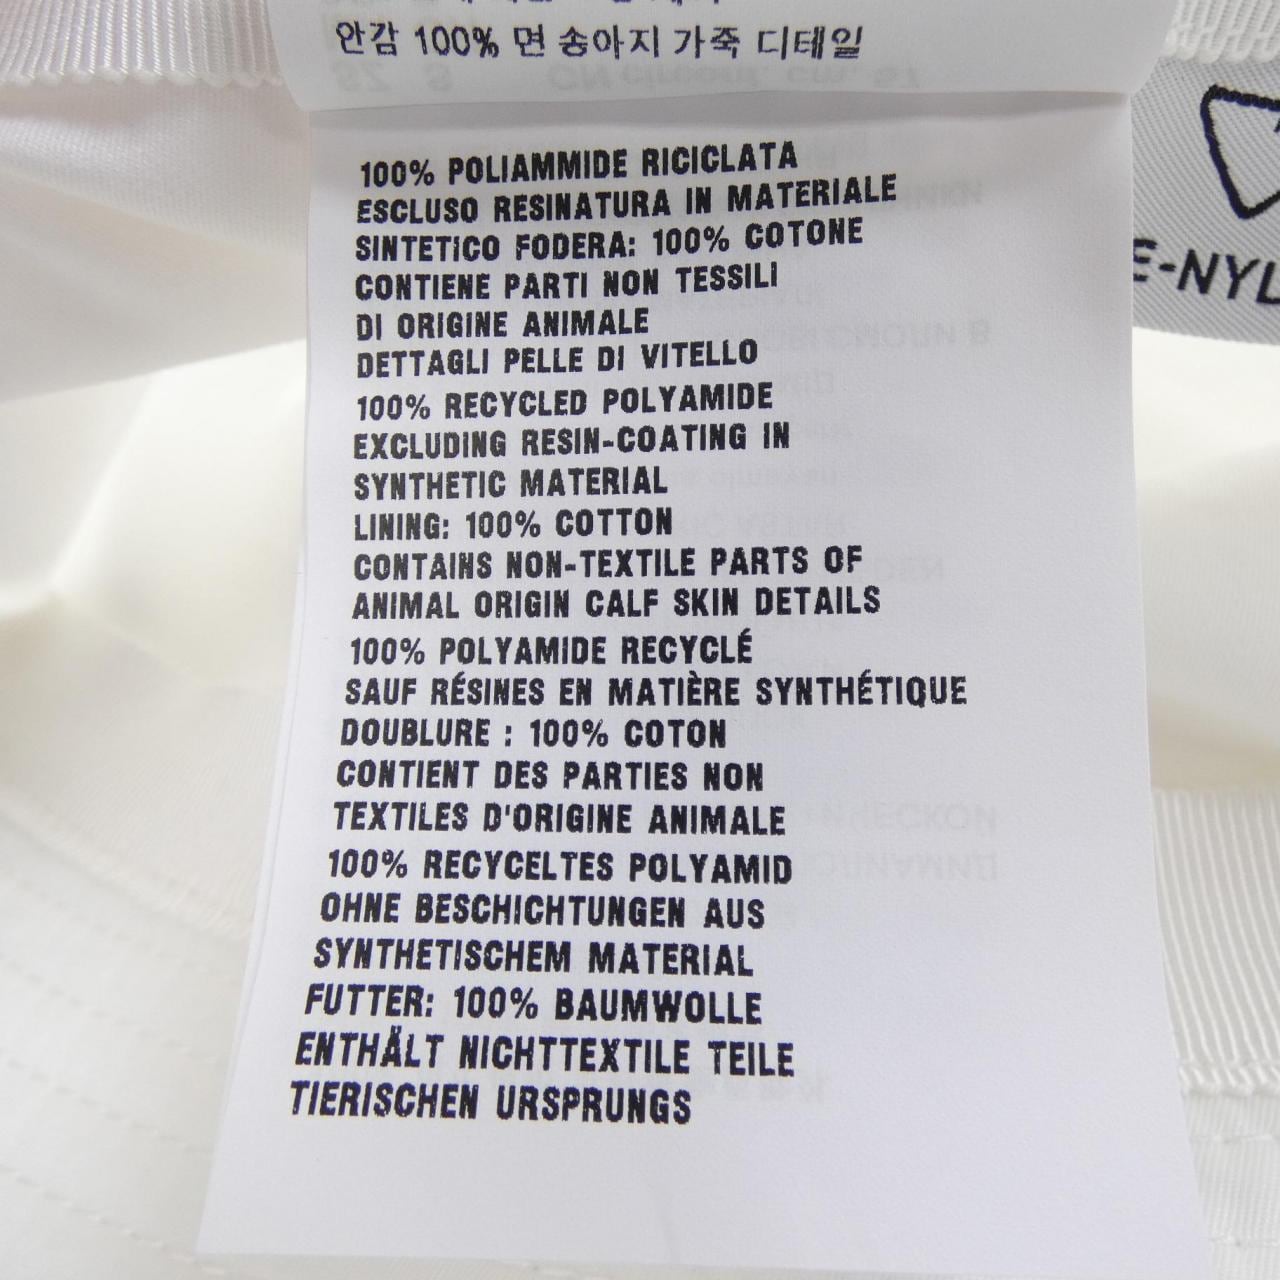 안감 100% 면 송아지 가죽 디테일
100% POLIAMMIDE RICICLATA
ESCLUSO RESINATURA IN MATERIALE
SINTETICO FODERA: 100% COTONE
CONTIENE PARTI NON TESSILI
DI ORIGINE ANIMALE
DETTAGLI PELLE DI VITELLO
100% RECYCLED POLYAMIDE
EXCLUDING RESIN-COATING IN
SYNTHETIC MATERIAL
LINING: 100% COTTON
CONTAINS NON-TEXTILE PARTS OF
ANIMAL ORIGIN CALF SKIN DETAILS
100% POLYAMIDE RECYCLÉ
SAUF RÉSINES EN MATIÈRE SYNTHÉTIQUE
DOUBLURE : 100% COTON
CONTIENT DES PARTIES NON
TEXTILES D'ORIGINE ANIMALE
100% RECYCELTES POLYAMID
OHNE BESCHICHTUNGEN AUS
SYNTHETISCHEM MATERIAL
FUTTER: 100% BAUMWOLLE
ENTHÄLT NICHTTEXTILE TEILE
TIERISCHEN URSPRUNGS
E-NYL